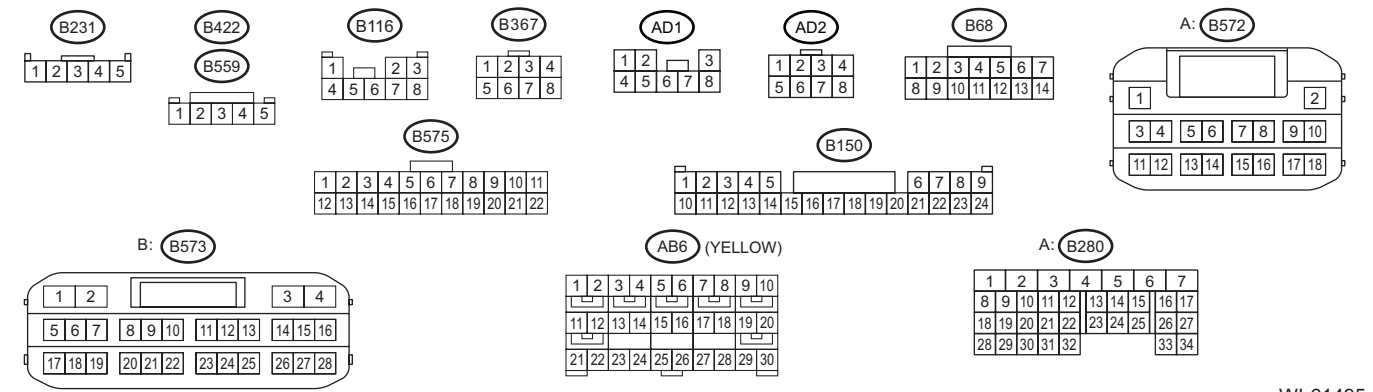 B231 B422 B116 B367 AD1 AD2 B68 A: B572
B559
1 2 3 4 5
1 2 3 4 5
1 2 3
4 5 6 7 8
1 2 3 4
5 6 7 8
1 2 3
4 5 6 7 8
1 2 3 4
5 6 7 8
1 2 3 4 5 6 7
8 9 10 11 12 13 14
1 2
3 4 5 6 7 8 9 10
11 12 13 14 15 16 17 18
B575 B150
1 2 3 4 5 6 7 8 9 10 11
12 13 14 15 16 17 18 19 20 21 22
1 2 3 4 5 6 7 8 9
10 11 12 13 14 15 16 17 18 19 20 21 22 23 24
B: B573 AB6 (YELLOW) A: B280
1 2 3 4
5 6 7 8 9 10 11 12 13 14 15 16
17 18 19 20 21 22 23 24 25 26 27 28
1 2 3 4 5 6 7 8 9 10
11 12 13 14 15 16 17 18 19 20
21 22 23 24 25 26 27 28 29 30
1 2 3 4 5 6 7
8 9 10 11 12 13 14 15 16 17
18 19 20 21 22 23 24 25 26 27
28 29 30 31 32 33 34